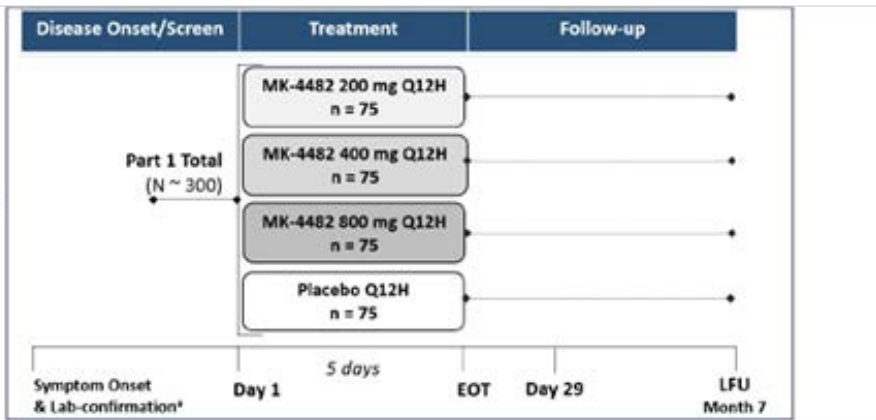 Disease Onset/Screen
Treatment
Follow-up
MK-4482 200 mg Q12H
n = 75
MK-4482 400 mg Q12H
n = 75
Part 1 Total
(N ~ 300)
MK-4482 800 mg Q12H
n = 75
Placebo Q12H
n = 75
5 days
Symptom Onset
& Lab-confirmationᵃ
Day 1
EOT
Day 29
LFU
Month 7